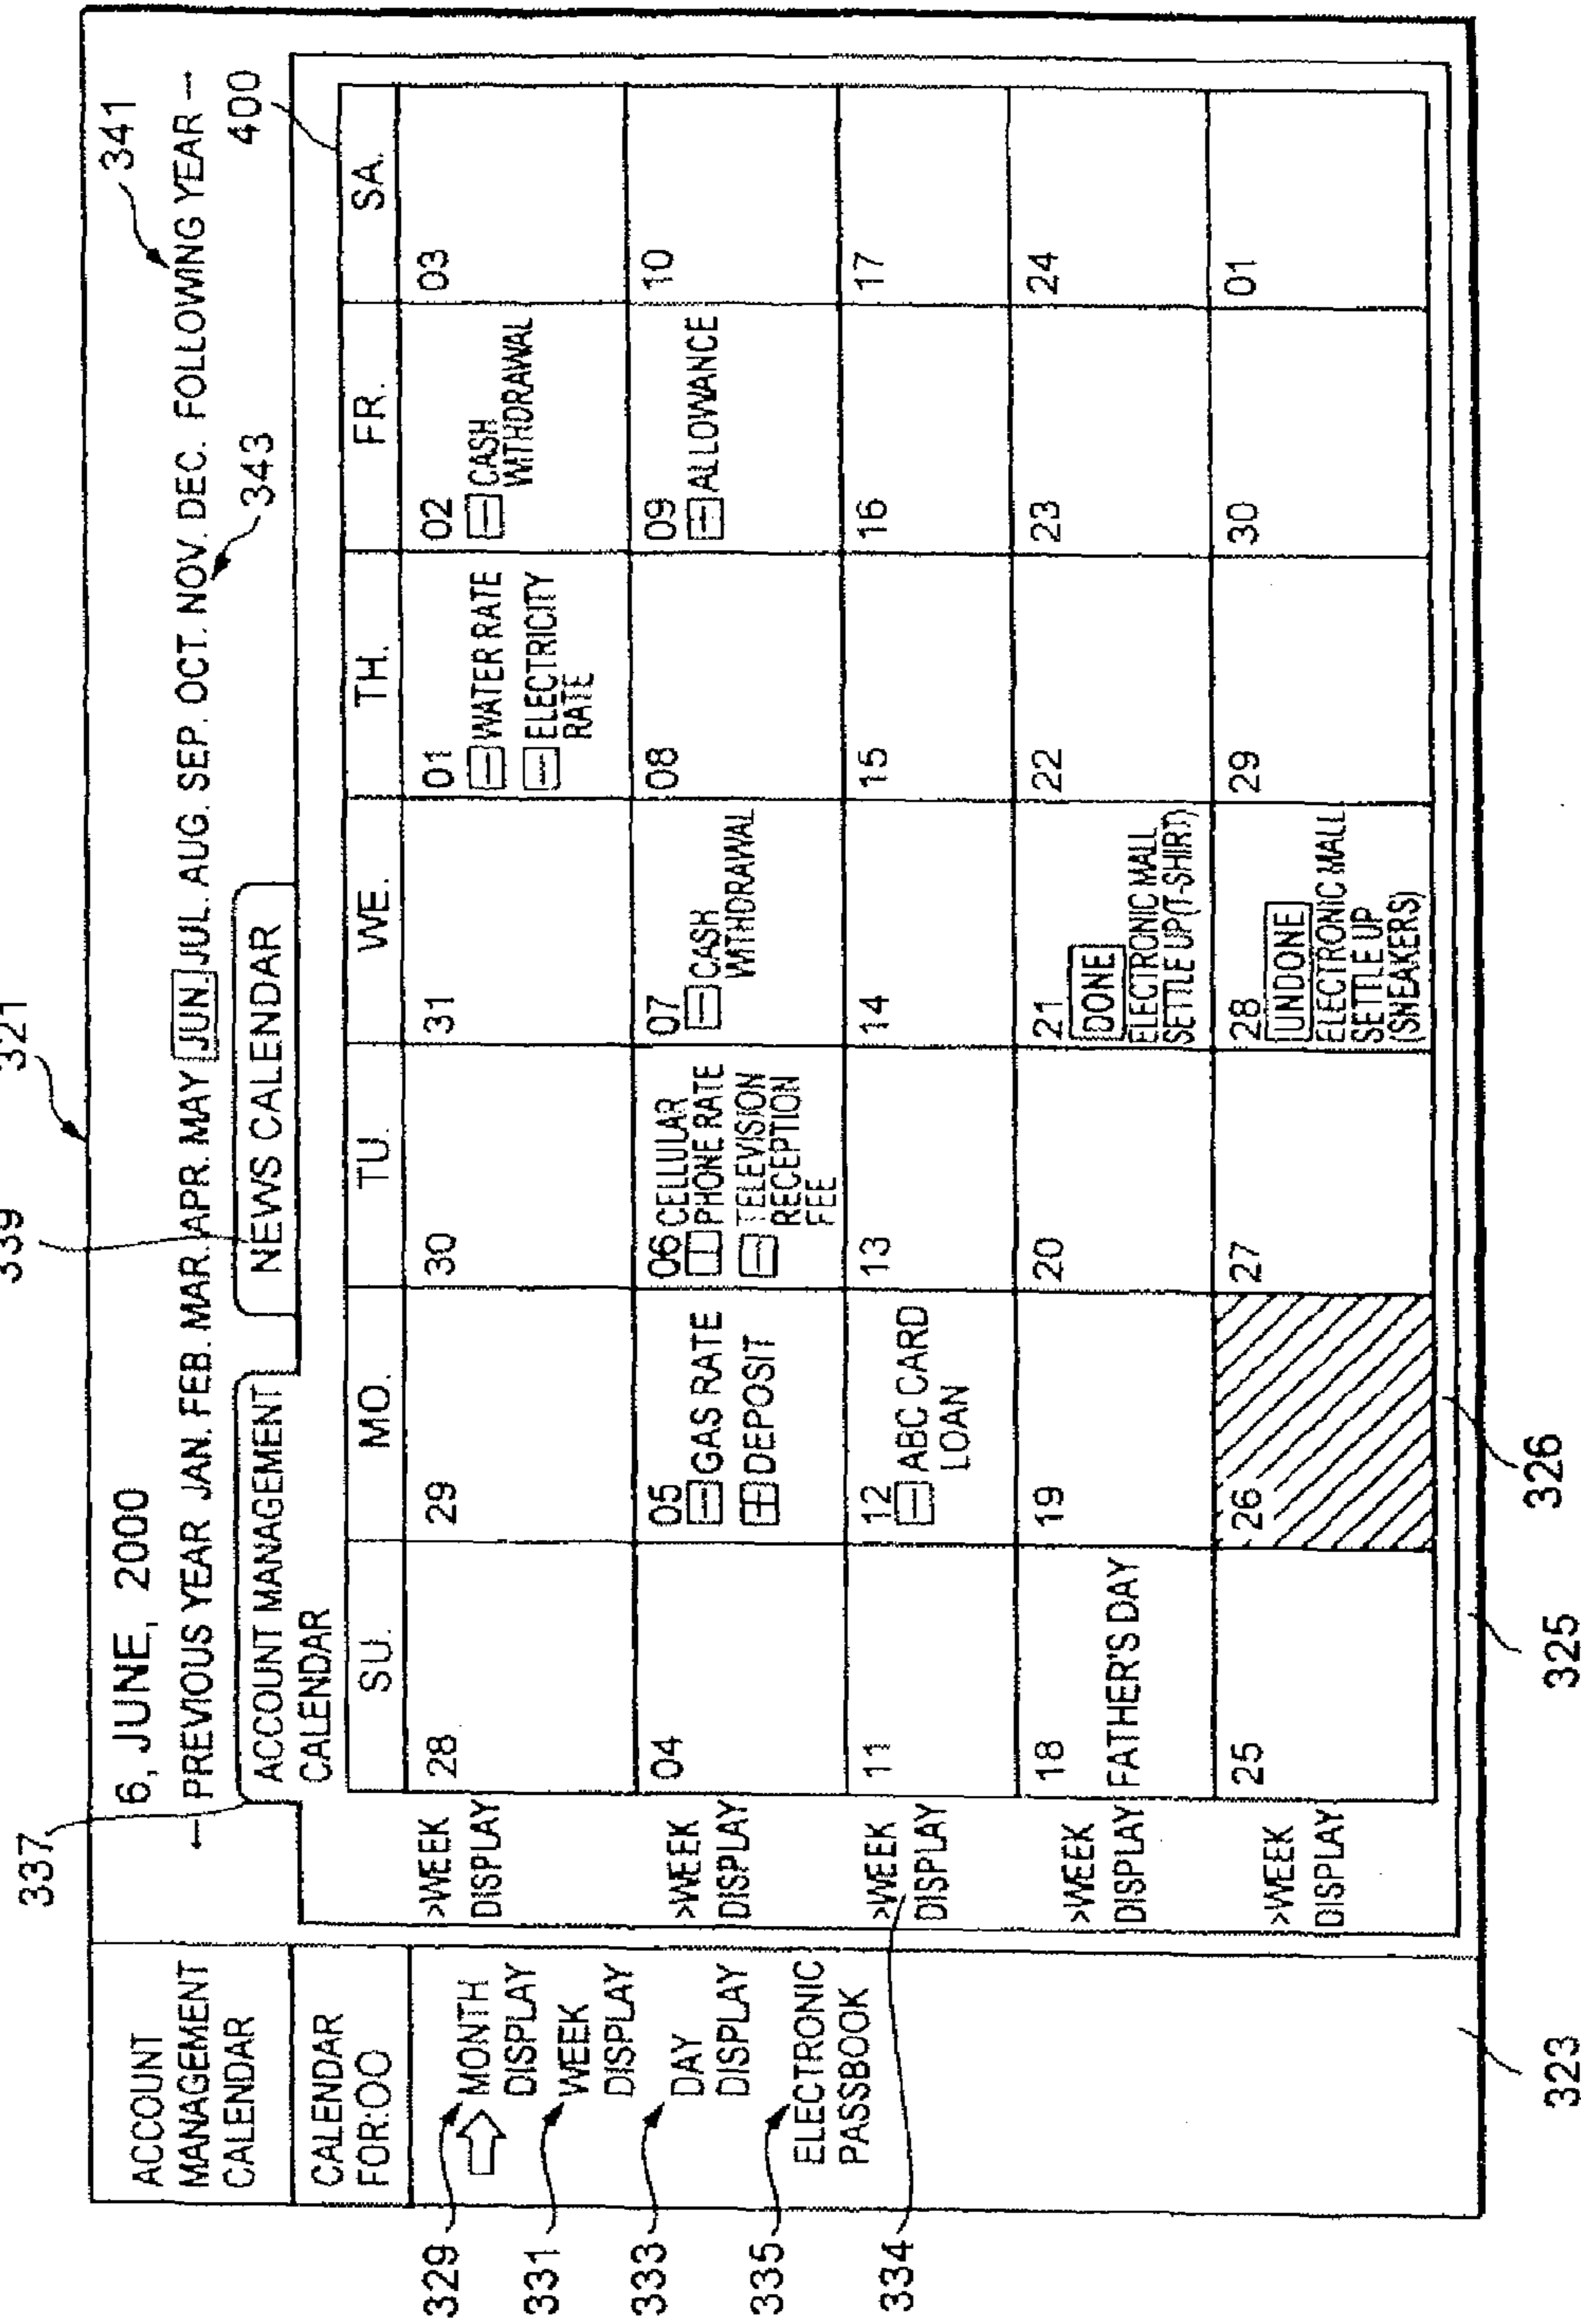 321
339
337
341
343
400
6, JUNE, 2000
←PREVIOUS YEAR JAN. FEB. MAR. APR. MAY JUN. JUL. AUG. SEP. OCT. NOV. DEC. FOLLOWING YEAR→
ACCOUNT MANAGEMENT
CALENDAR
NEWS CALENDAR
ACCOUNT
MANAGEMENT
CALENDAR
CALENDAR
FOR:OO
329
MONTH
DISPLAY
331
WEEK
DISPLAY
333
DAY
DISPLAY
335
ELECTRONIC
PASSBOOK
334
SU. MO. TU. WE. TH. FR. SA.
>WEEK
DISPLAY
28 29 30 31 01 02 03
⊟WATER RATE
⊟ELECTRICITY
RATE
⊟CASH
WITHDRAWAL
>WEEK
DISPLAY
04 05 06 07 08 09 10
⊟GAS RATE
⊞DEPOSIT
CELLULAR
⊟PHONE RATE
⊟TELEVISION
RECEPTION
FEE
⊟CASH
WITHDRAWAL
⊞ALLOWANCE
>WEEK
DISPLAY
11 12 13 14 15 16 17
⊟ABC CARD
LOAN
>WEEK
DISPLAY
18 19 20 21 22 23 24
FATHER'S DAY
DONE
ELECTRONIC MALL
SETTLE UP(T-SHIRT)
>WEEK
DISPLAY
25 26 27 28 29 30 01
UNDONE
ELECTRONIC MALL
SETTLE UP
(SNEAKERS)
323
325
326